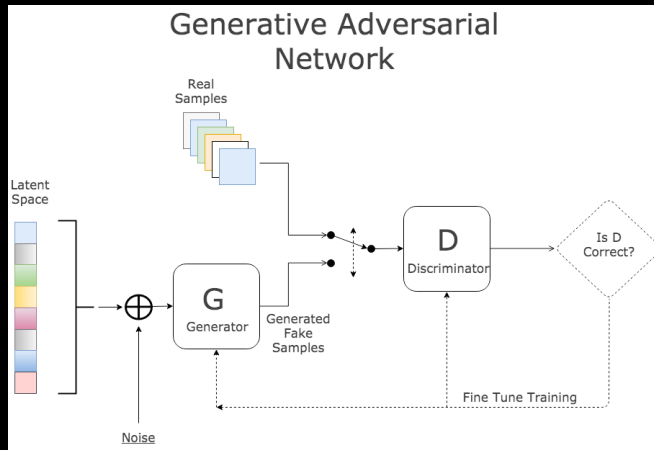 Generative Adversarial
Network
Real
Samples
Latent
Space
D
Discriminator
Is D
Correct?
G
Generator
Generated
Fake
Samples
Fine Tune Training
Noise